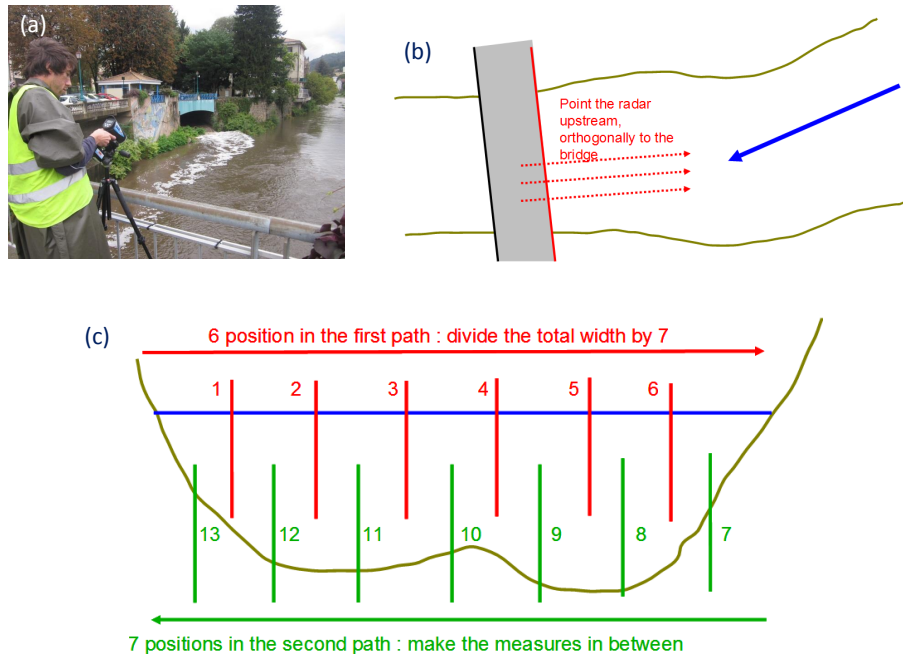 (a)
(b)
Point the radar
upstream,
orthogonally to the
bridge
(c)
6 position in the first path : divide the total width by 7
1 2 3 4 5 6
13 12 11 10 9 8 7
7 positions in the second path : make the measures in between